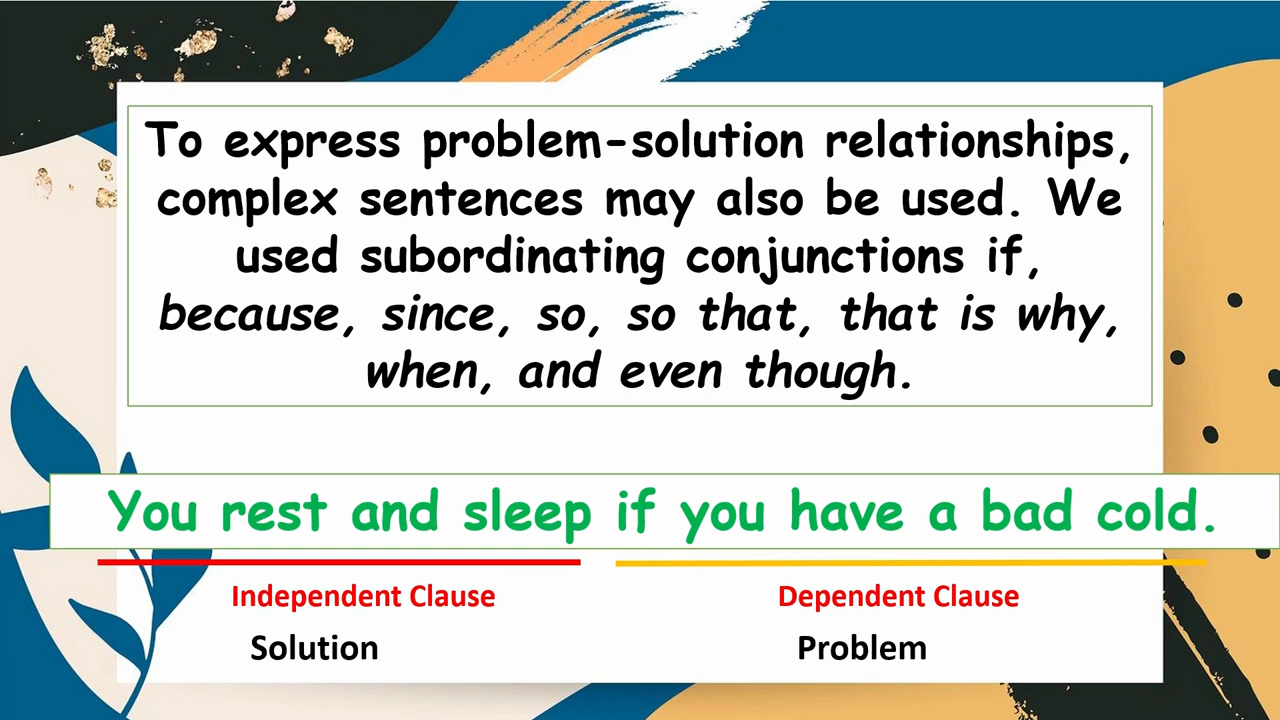 To express problem-solution relationships,
complex sentences may also be used. We
used subordinating conjunctions if,
because, since, so, so that, that is why,
when, and even though.
You rest and sleep if you have a bad cold.
Independent Clause
Dependent Clause
Solution
Problem